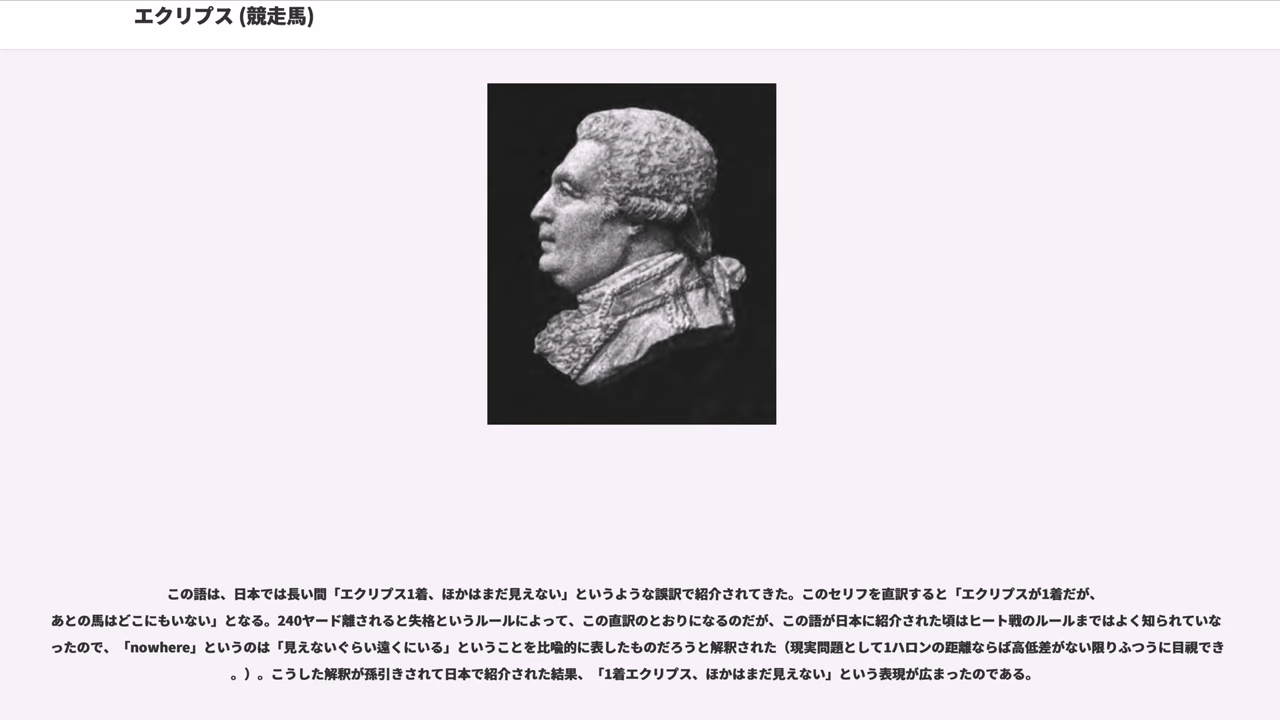 エクリプス (競走馬)
この語は、日本では長い間「エクリプス1着、ほかはまだ見えない」というような誤訳で紹介されてきた。このセリフを直訳すると「エクリプスが1着だが、
あとの馬はどこにもいない」となる。240ヤード離されると失格というルールによって、この直訳のとおりになるのだが、この語が日本に紹介された頃はヒート戦のルールまではよく知られていな
ったので、「nowhere」というのは「見えないぐらい遠くにいる」ということを比喩的に表したものだろうと解釈された（現実問題として1ハロンの距離ならば高低差がない限りふつうに目視でき
。）。こうした解釈が孫引きされて日本で紹介された結果、「1着エクリプス、ほかはまだ見えない」という表現が広まったのである。